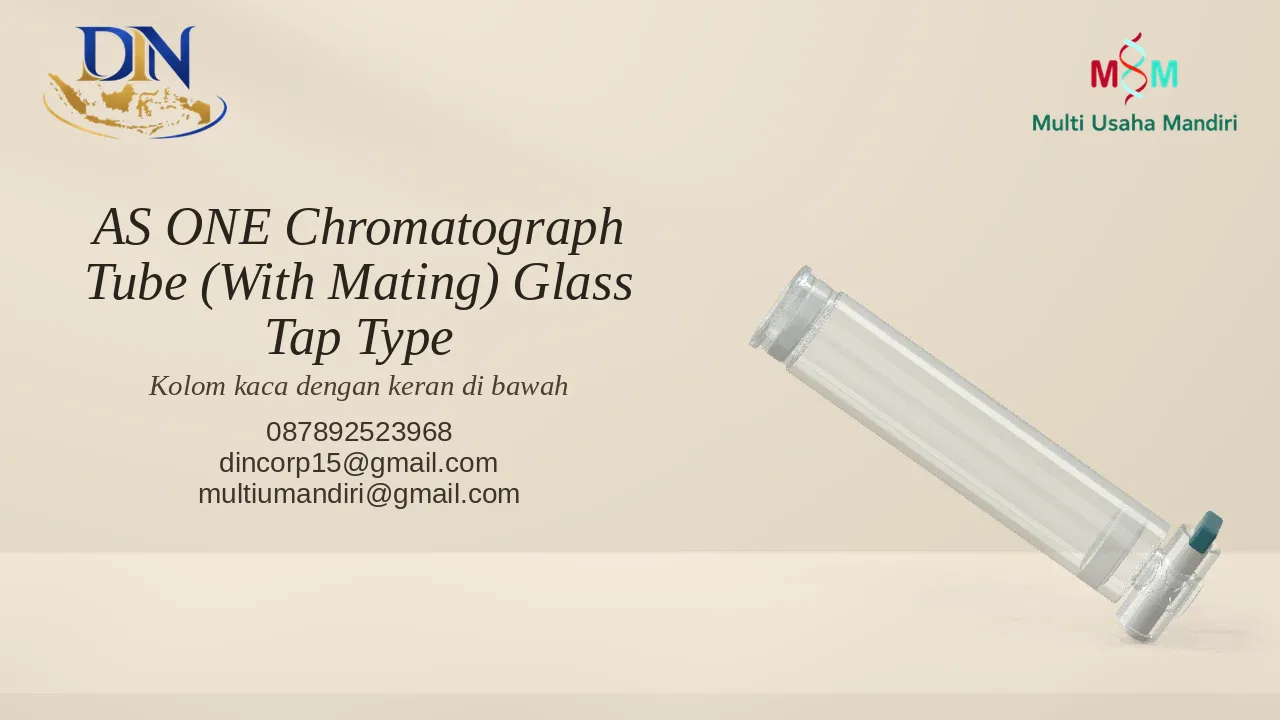 DIN
MSM
Multi Usaha Mandiri
AS ONE Chromatograph
Tube (With Mating) Glass
Tap Type
Kolom kaca dengan keran di bawah
087892523968
dincorp15@gmail.com
multiumandiri@gmail.com